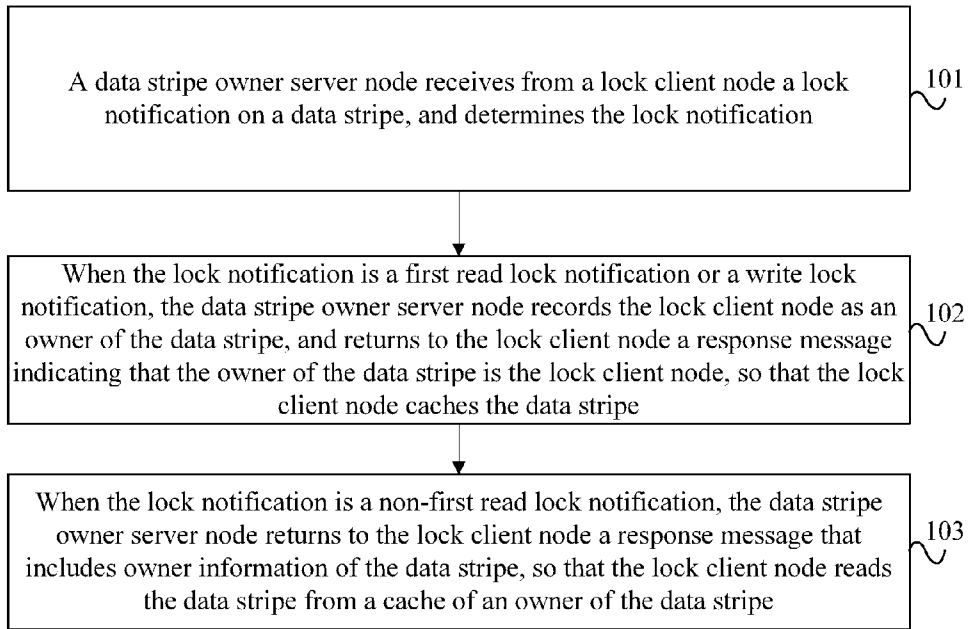 A data stripe owner server node receives from a lock client node a lock
notification on a data stripe, and determines the lock notification
101
When the lock notification is a first read lock notification or a write lock
notification, the data stripe owner server node records the lock client node as an
owner of the data stripe, and returns to the lock client node a response message
indicating that the owner of the data stripe is the lock client node, so that the lock
client node caches the data stripe
102
When the lock notification is a non-first read lock notification, the data stripe
owner server node returns to the lock client node a response message that
includes owner information of the data stripe, so that the lock client node reads
the data stripe from a cache of an owner of the data stripe
103